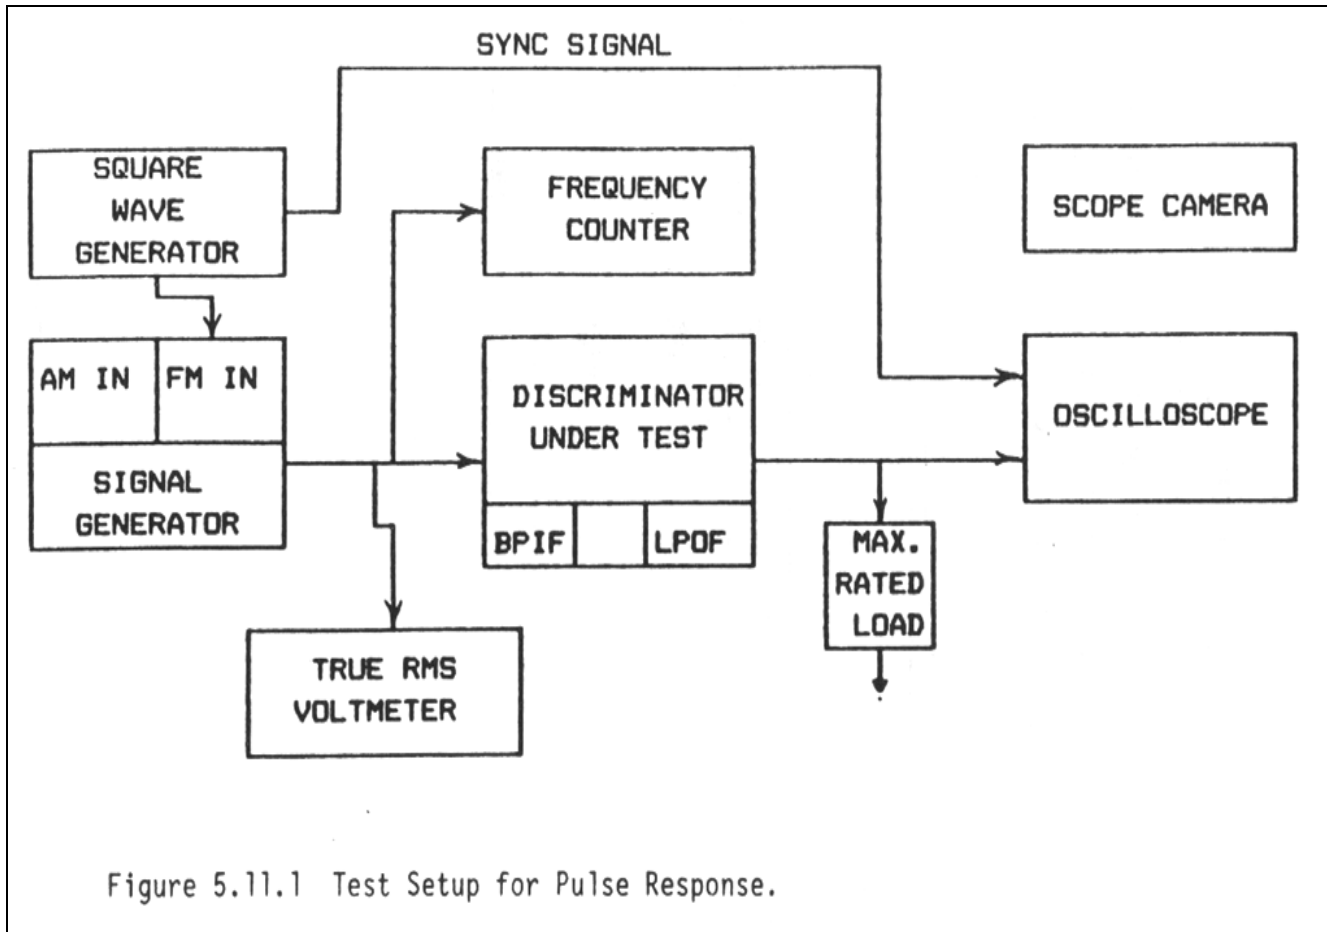 SYNC SIGNAL
SQUARE
WAVE
GENERATOR
FREQUENCY
COUNTER
SCOPE CAMERA
AM IN
FM IN
SIGNAL
GENERATOR
DISCRIMINATOR
UNDER TEST
BPIF
LPOF
OSCILLOSCOPE
MAX.
RATED
LOAD
TRUE RMS
VOLTMETER
Figure 5.11.1 Test Setup for Pulse Response.